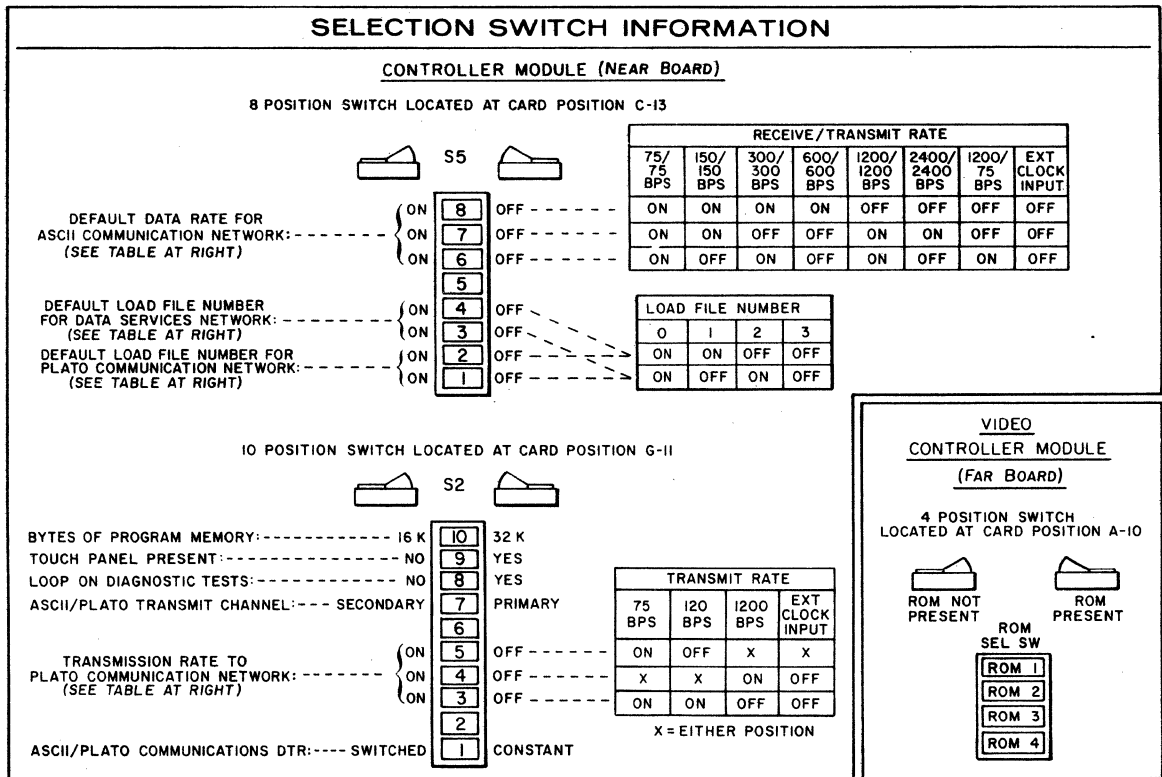 SELECTION SWITCH INFORMATION
CONTROLLER MODULE (NEAR BOARD)
8 POSITION SWITCH LOCATED AT CARD POSITION C-13
S5
RECEIVE/TRANSMIT RATE
75/75 BPS 150/150 BPS 300/300 BPS 600/600 BPS 1200/1200 BPS 2400/2400 BPS 1200/75 BPS EXT CLOCK INPUT
DEFAULT DATA RATE FOR
ASCII COMMUNICATION NETWORK:
(SEE TABLE AT RIGHT)
ON 8 OFF ON ON ON ON OFF OFF OFF OFF
ON 7 OFF ON ON OFF OFF ON ON OFF OFF
ON 6 OFF ON OFF ON OFF ON OFF ON OFF
5
DEFAULT LOAD FILE NUMBER
FOR DATA SERVICES NETWORK:
(SEE TABLE AT RIGHT)
ON 4 OFF
ON 3 OFF
DEFAULT LOAD FILE NUMBER FOR
PLATO COMMUNICATION NETWORK:
(SEE TABLE AT RIGHT)
ON 2 OFF
ON 1 OFF
LOAD FILE NUMBER
0 1 2 3
ON ON OFF OFF
ON OFF ON OFF
10 POSITION SWITCH LOCATED AT CARD POSITION G-11
S2
BYTES OF PROGRAM MEMORY: 16 K 10 32 K
TOUCH PANEL PRESENT: NO 9 YES
LOOP ON DIAGNOSTIC TESTS: NO 8 YES
ASCII/PLATO TRANSMIT CHANNEL: SECONDARY 7 PRIMARY
6
TRANSMISSION RATE TO
PLATO COMMUNICATION NETWORK:
(SEE TABLE AT RIGHT)
ON 5 OFF
ON 4 OFF
ON 3 OFF
2
ASCII/PLATO COMMUNICATIONS DTR: SWITCHED 1 CONSTANT
TRANSMIT RATE
75 BPS 120 BPS 1200 BPS EXT CLOCK INPUT
ON OFF X X
X X ON OFF
ON ON OFF OFF
X = EITHER POSITION
VIDEO
CONTROLLER MODULE
(FAR BOARD)
4 POSITION SWITCH
LOCATED AT CARD POSITION A-10
ROM NOT PRESENT
ROM PRESENT
ROM
SEL SW
ROM 1
ROM 2
ROM 3
ROM 4